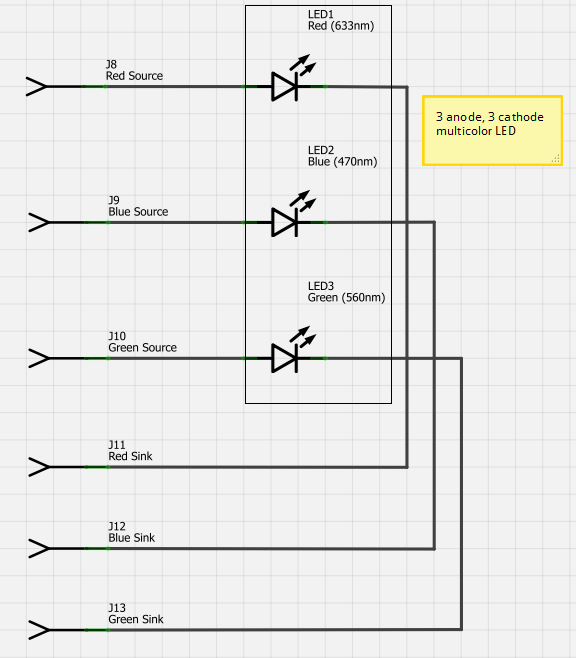 LED1
Red (633nm)
J8
Red Source
3 anode, 3 cathode
multicolor LED
LED2
Blue (470nm)
J9
Blue Source
LED3
Green (560nm)
J10
Green Source
J11
Red Sink
J12
Blue Sink
J13
Green Sink